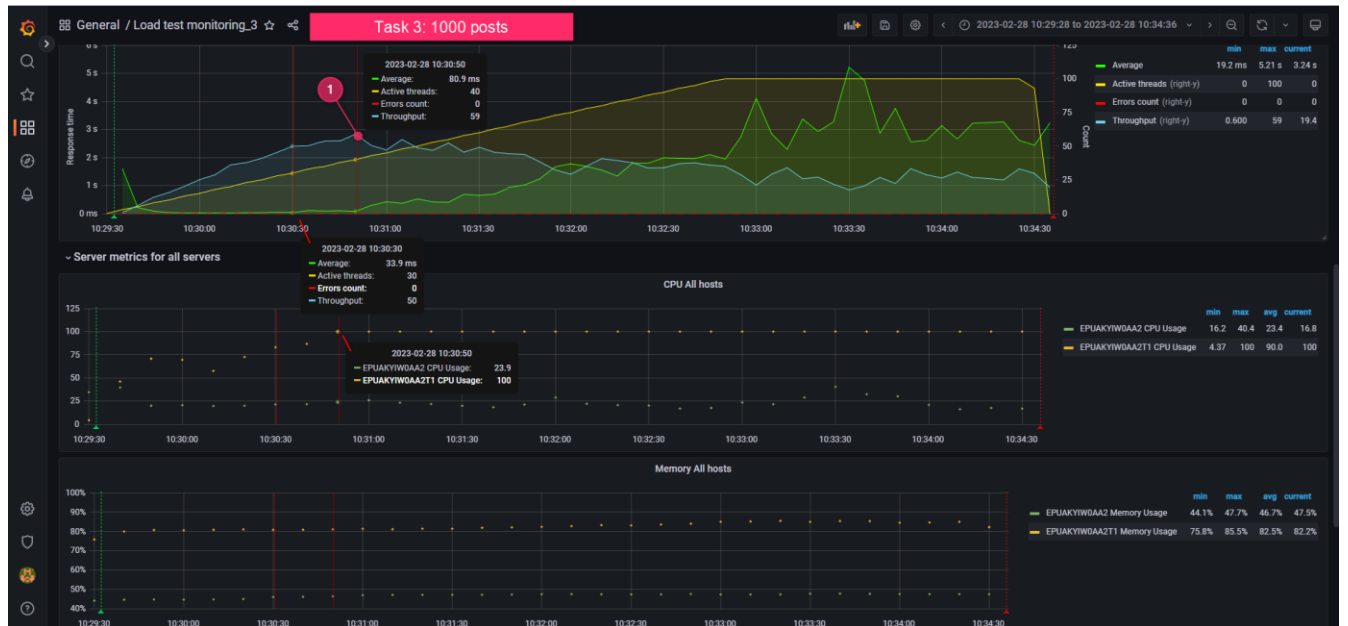 General / Load test monitoring_3
Task 3: 1000 posts
2023-02-28 10:29:28 to 2023-02-28 10:34:36
6 s
5 s
4 s
3 s
2 s
1 s
0 ms
Response time
125
100
75
50
25
0
Count
10:29:30 10:30:00 10:30:30 10:31:00 10:31:30 10:32:00 10:32:30 10:33:00 10:33:30 10:34:00 10:34:30
1
2023-02-28 10:30:50
Average: 80.9 ms
Active threads: 40
Errors count: 0
Throughput: 59
min max current
Average 19.2 ms 5.21 s 3.24 s
Active threads (right-y) 0 100 0
Errors count (right-y) 0 0 0
Throughput (right-y) 0.600 59 19.4
2023-02-28 10:30:30
Average: 33.9 ms
Active threads: 30
Errors count: 0
Throughput: 50
Server metrics for all servers
CPU All hosts
125
100
75
50
25
0
10:29:30 10:30:00 10:30:30 10:31:00 10:31:30 10:32:00 10:32:30 10:33:00 10:33:30 10:34:00 10:34:30
2023-02-28 10:30:50
EPUAKYIW0AA2 CPU Usage: 23.9
EPUAKYIW0AA2T1 CPU Usage: 100
min max avg current
EPUAKYIW0AA2 CPU Usage 16.2 40.4 23.4 16.8
EPUAKYIW0AA2T1 CPU Usage 4.37 100 90.0 100
Memory All hosts
100%
90%
80%
70%
60%
50%
40%
10:29:30 10:30:00 10:30:30 10:31:00 10:31:30 10:32:00 10:32:30 10:33:00 10:33:30 10:34:00 10:34:30
min max avg current
EPUAKYIW0AA2 Memory Usage 44.1% 47.7% 46.7% 47.5%
EPUAKYIW0AA2T1 Memory Usage 75.8% 85.5% 82.5% 82.2%